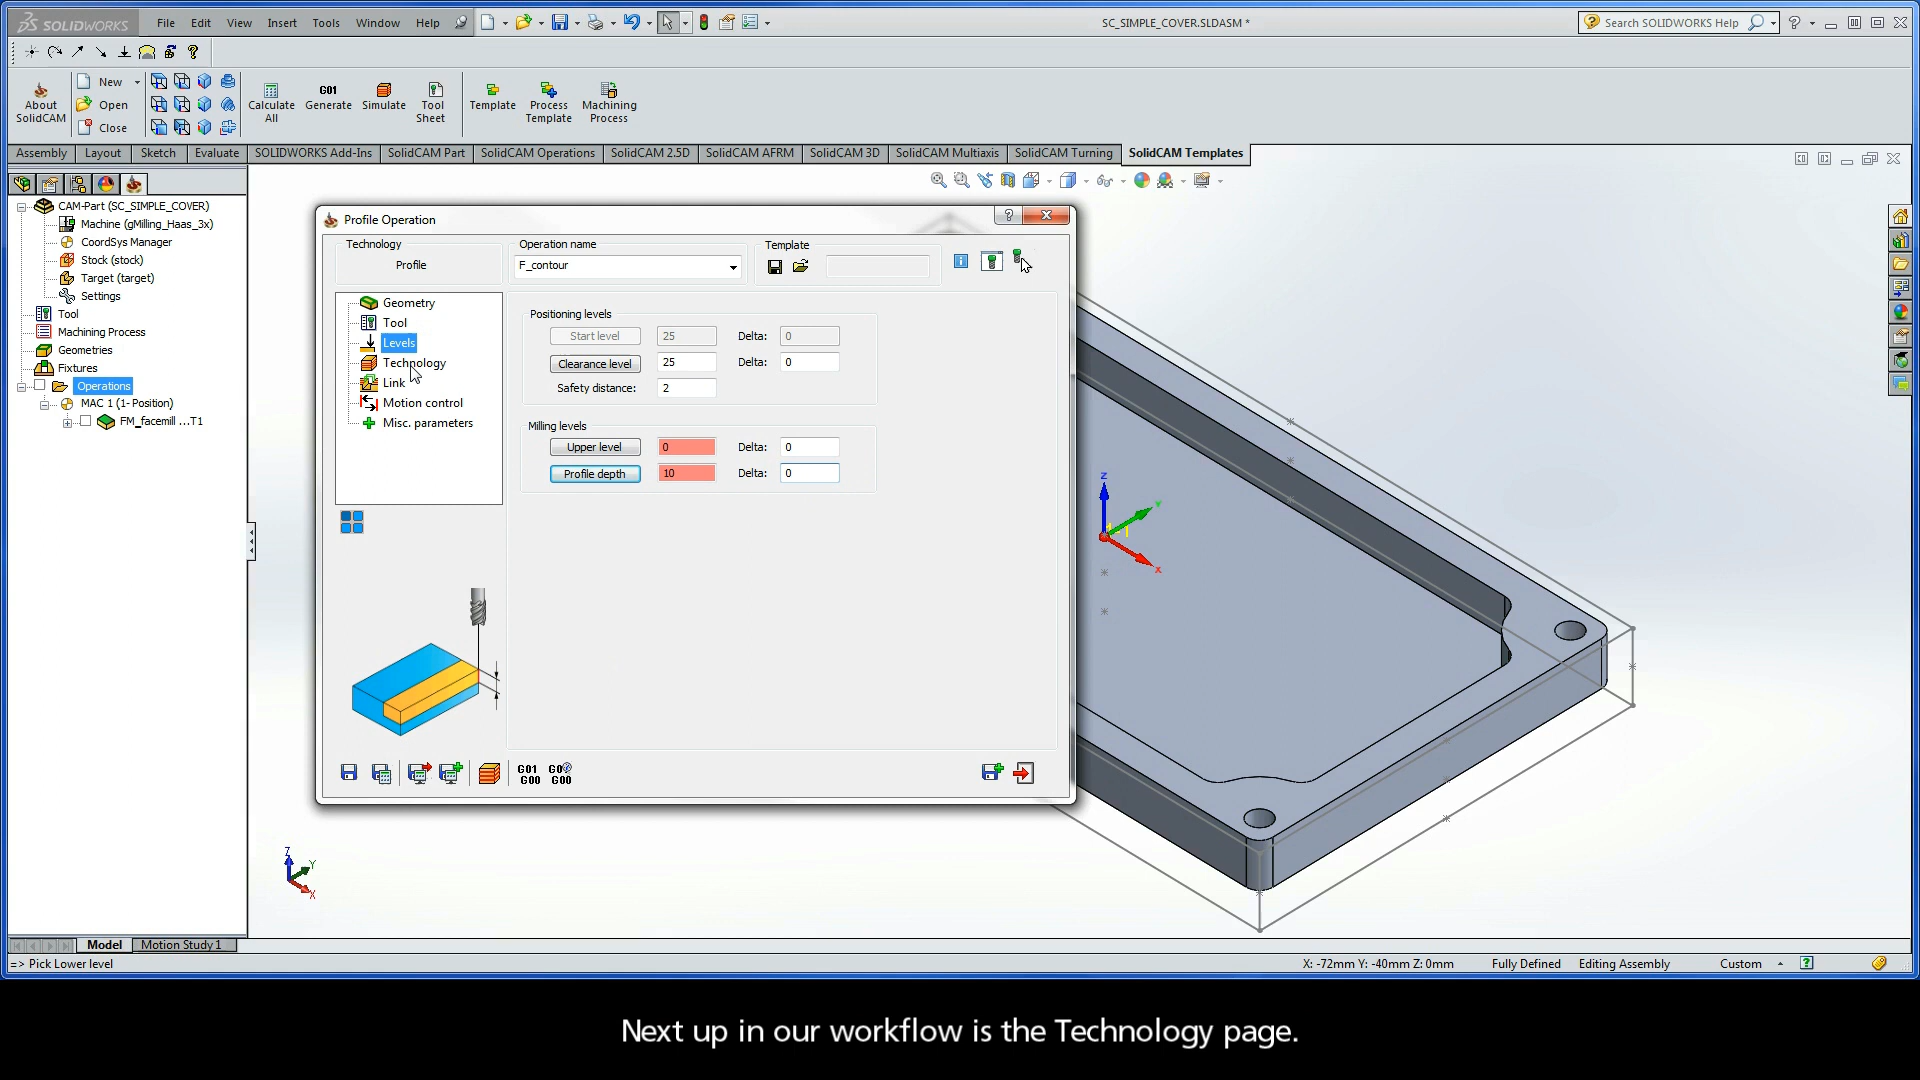 SOLIDWORKS File Edit View Insert Tools Window Help SC_SIMPLE_COVER.SLDASM * Search SOLIDWORKS Help
About SolidCAM
New
Open
Close
Calculate All
G01 Generate
Simulate
Tool Sheet
Template
Process Template
Machining Process
Assembly Layout Sketch Evaluate SOLIDWORKS Add-Ins SolidCAM Part SolidCAM Operations SolidCAM 2.5D SolidCAM AFRM SolidCAM 3D SolidCAM Multiaxis SolidCAM Turning SolidCAM Templates
CAM-Part (SC_SIMPLE_COVER)
Machine (gMilling_Haas_3x)
CoordSys Manager
Stock (stock)
Target (target)
Settings
Tool
Machining Process
Geometries
Fixtures
Operations
MAC 1 (1- Position)
FM_facemill ...T1
Profile Operation
Technology
Profile
Operation name
F_contour
Template
Geometry
Tool
Levels
Technology
Link
Motion control
Misc. parameters
Positioning levels
Start level 25 Delta: 0
Clearance level 25 Delta: 0
Safety distance: 2
Milling levels
Upper level 0 Delta: 0
Profile depth 10 Delta: 0
G01 G00
G00
Z
Y
X
Z
Y
X
Model Motion Study 1
=> Pick Lower level X: -72mm Y: -40mm Z: 0mm Fully Defined Editing Assembly Custom
Next up in our workflow is the Technology page.